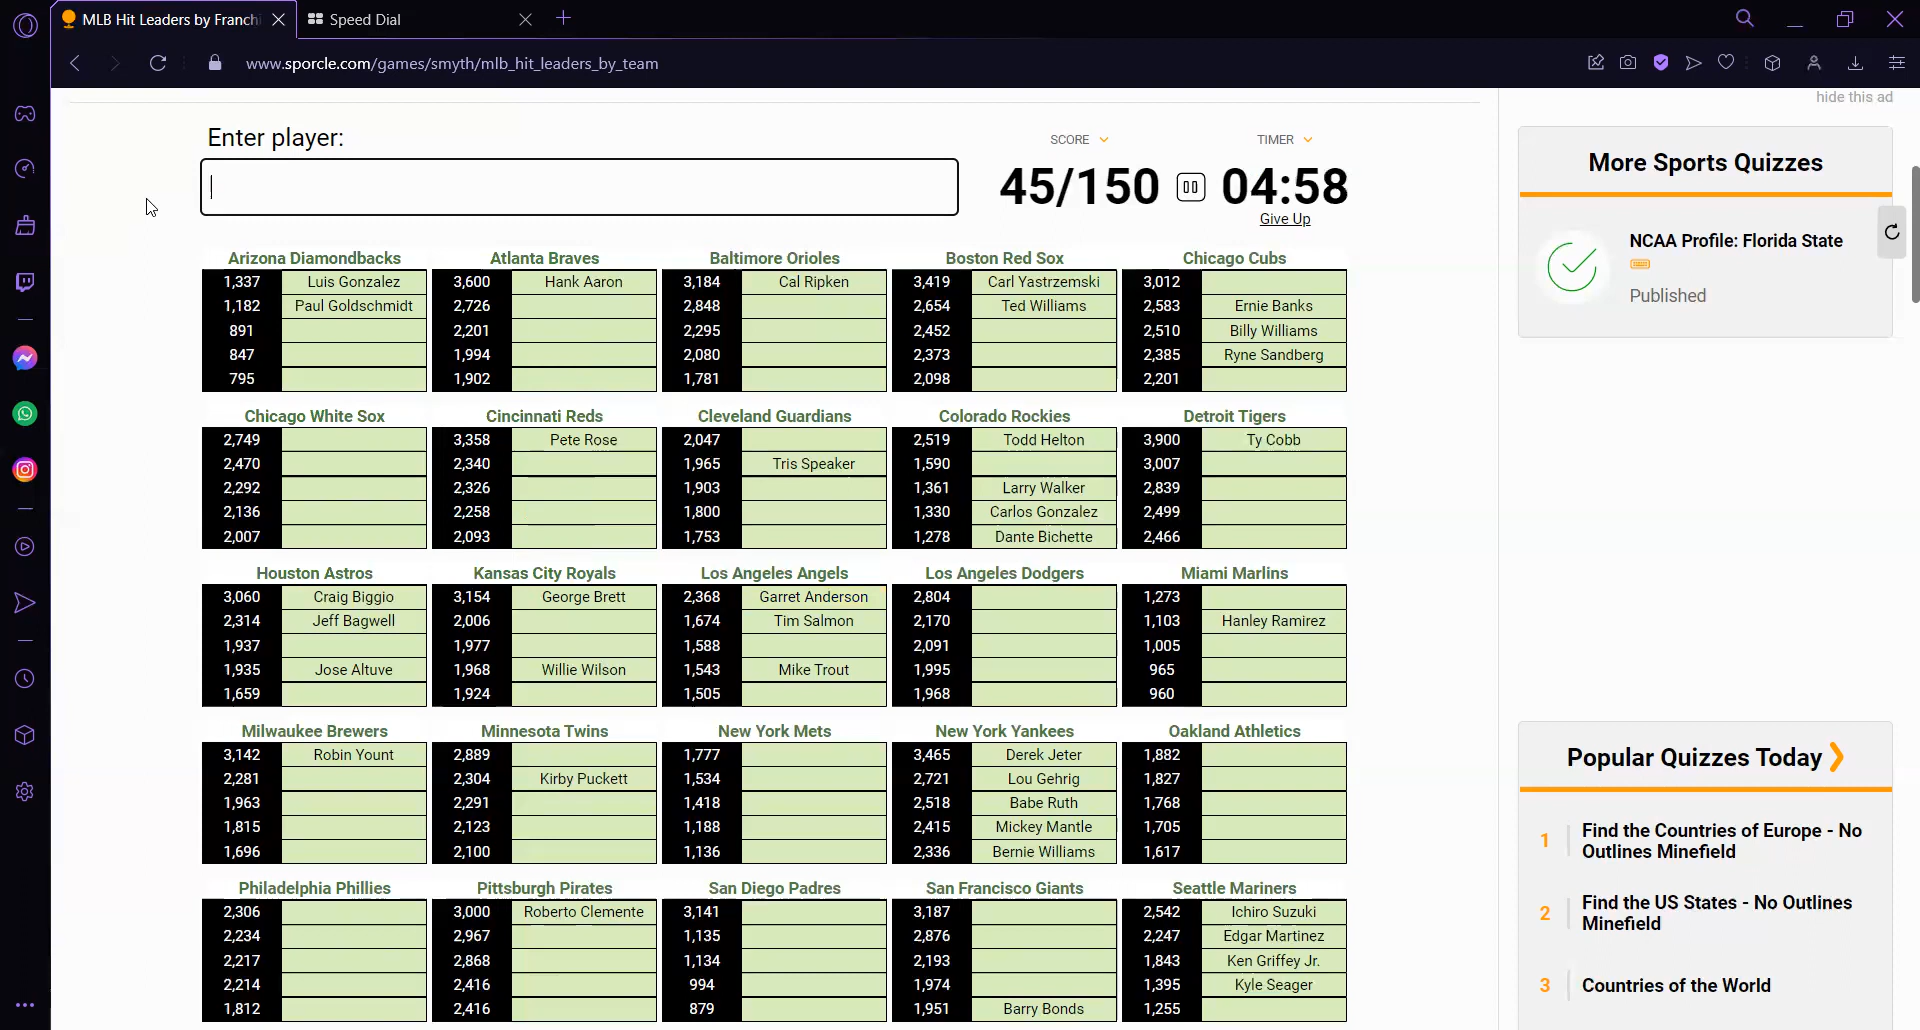 MLB Hit Leaders by Franchi
Speed Dial
www.sporcle.com/games/smyth/mlb_hit_leaders_by_team
hide this ad
Enter player:
SCORE
TIMER
45/150
04:58
Give Up
More Sports Quizzes
NCAA Profile: Florida State
Published
Arizona Diamondbacks
1,337 Luis Gonzalez
1,182 Paul Goldschmidt
891
847
795
Atlanta Braves
3,600 Hank Aaron
2,726
2,201
1,994
1,902
Baltimore Orioles
3,184 Cal Ripken
2,848
2,295
2,080
1,781
Boston Red Sox
3,419 Carl Yastrzemski
2,654 Ted Williams
2,452
2,373
2,098
Chicago Cubs
3,012
2,583 Ernie Banks
2,510 Billy Williams
2,385 Ryne Sandberg
2,201
Chicago White Sox
2,749
2,470
2,292
2,136
2,007
Cincinnati Reds
3,358 Pete Rose
2,340
2,326
2,258
2,093
Cleveland Guardians
2,047
1,965 Tris Speaker
1,903
1,800
1,753
Colorado Rockies
2,519 Todd Helton
1,590
1,361 Larry Walker
1,330 Carlos Gonzalez
1,278 Dante Bichette
Detroit Tigers
3,900 Ty Cobb
3,007
2,839
2,499
2,466
Houston Astros
3,060 Craig Biggio
2,314 Jeff Bagwell
1,937
1,935 Jose Altuve
1,659
Kansas City Royals
3,154 George Brett
2,006
1,977
1,968 Willie Wilson
1,924
Los Angeles Angels
2,368 Garret Anderson
1,674 Tim Salmon
1,588
1,543 Mike Trout
1,505
Los Angeles Dodgers
2,804
2,170
2,091
1,995
1,968
Miami Marlins
1,273
1,103 Hanley Ramirez
1,005
965
960
Milwaukee Brewers
3,142 Robin Yount
2,281
1,963
1,815
1,696
Minnesota Twins
2,889
2,304 Kirby Puckett
2,291
2,123
2,100
New York Mets
1,777
1,534
1,418
1,188
1,136
New York Yankees
3,465 Derek Jeter
2,721 Lou Gehrig
2,518 Babe Ruth
2,415 Mickey Mantle
2,336 Bernie Williams
Oakland Athletics
1,882
1,827
1,768
1,705
1,617
Philadelphia Phillies
2,306
2,234
2,217
2,214
1,812
Pittsburgh Pirates
3,000 Roberto Clemente
2,967
2,868
2,416
2,416
San Diego Padres
3,141
1,135
1,134
994
879
San Francisco Giants
3,187
2,876
2,193
1,974
1,951 Barry Bonds
Seattle Mariners
2,542 Ichiro Suzuki
2,247 Edgar Martinez
1,843 Ken Griffey Jr.
1,395 Kyle Seager
1,255
Popular Quizzes Today
1 Find the Countries of Europe - No
Outlines Minefield
2 Find the US States - No Outlines
Minefield
3 Countries of the World